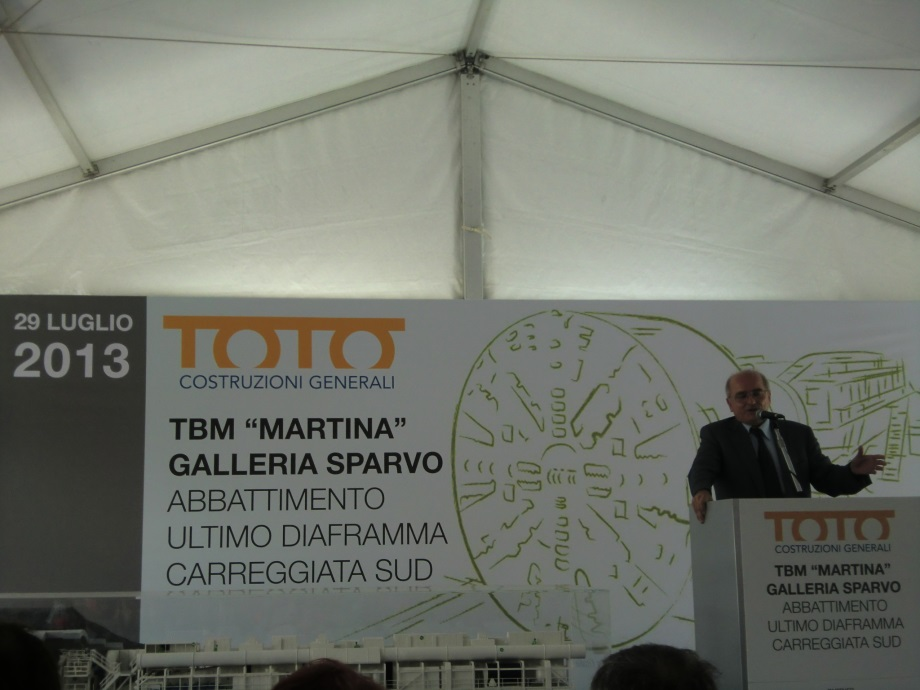 29 LUGLIO
2013
TOTO
COSTRUZIONI GENERALI
TBM “MARTINA”
GALLERIA SPARVO
ABBATTIMENTO
ULTIMO DIAFRAMMA
CARREGGIATA SUD
TOTO
COSTRUZIONI GENERALI
TBM “MARTINA”
GALLERIA SPARVO
ABBATTIMENTO
ULTIMO DIAFRAMMA
CARREGGIATA SUD